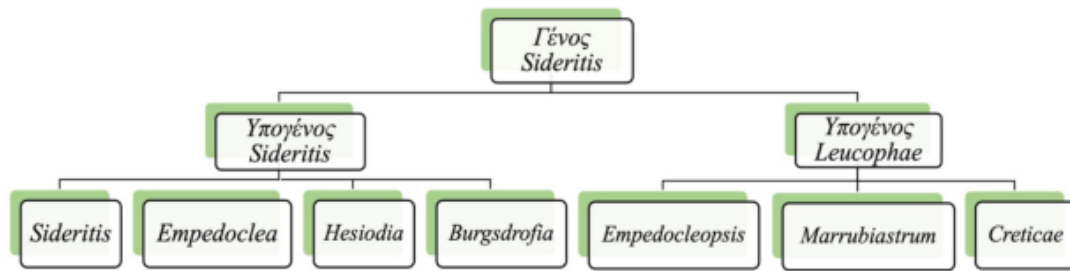 Γένος
Sideritis
Υπογένος
Sideritis
Υπογένος
Leucophae
Sideritis
Empedoclea
Hesiodia
Burgsdrofia
Empedocleopsis
Marrubiastrum
Creticae